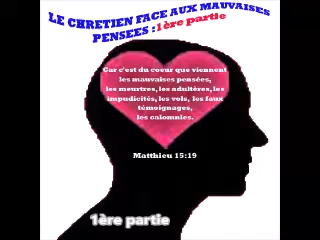 LE CHRETIEN FACE AUX MAUVAISES
PENSEES :1ère partie
Car c'est du coeur que viennent
les mauvaises pensées,
les meurtres, les adultères, les
impudicités, les vols, les faux
témoignages,
les calomnies.
Matthieu 15:19
1ère partie